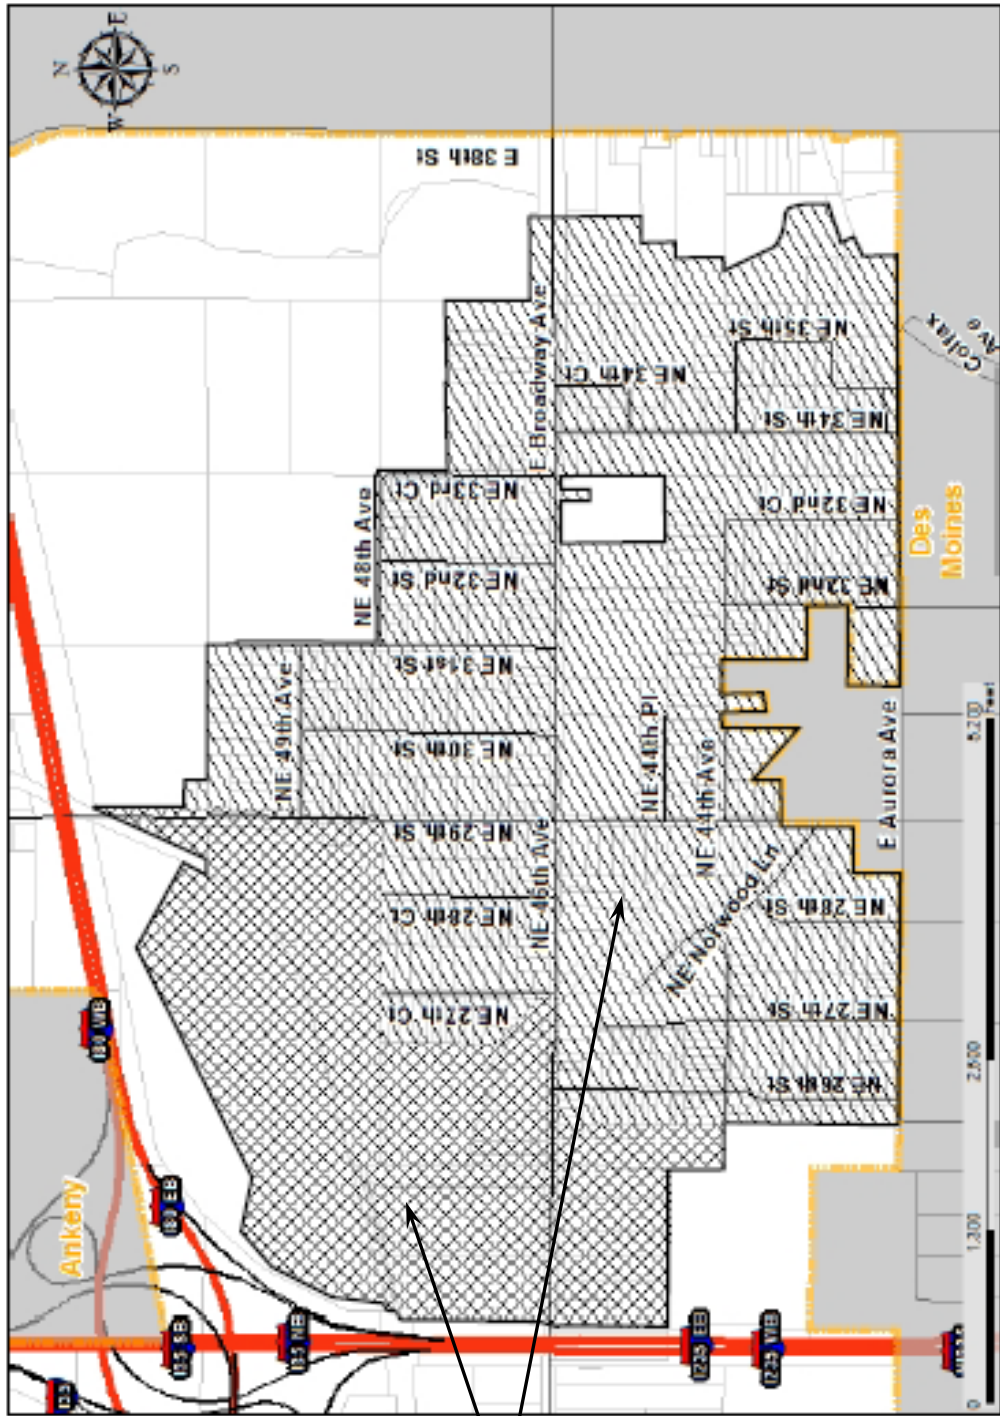 N
E
S
W
E 38th St
E Broadway Ave
NE 35th St
NE 34th Ct
NE 34th St
Colfax
Ave
NE 33rd Ct
NE 48th Ave
NE 32nd St
NE 32nd Ct
NE 32nd St
Des
Moines
NE 31st St
NE 49th Ave
NE 30th St
NE 44th Pl
NE 44th Ave
E Aurora Ave
5,200
Feet
NE 29th St
NE 46th Ave
NE 28th Ct
NE Norwood Ln
NE 28th St
NE 27th Ct
NE 27th St
NE 26th St
2,600
1,300
0
I80 WB
I80 EB
Ankeny
I35 SB
I35 NB
I235 EB
I235 WB
I35